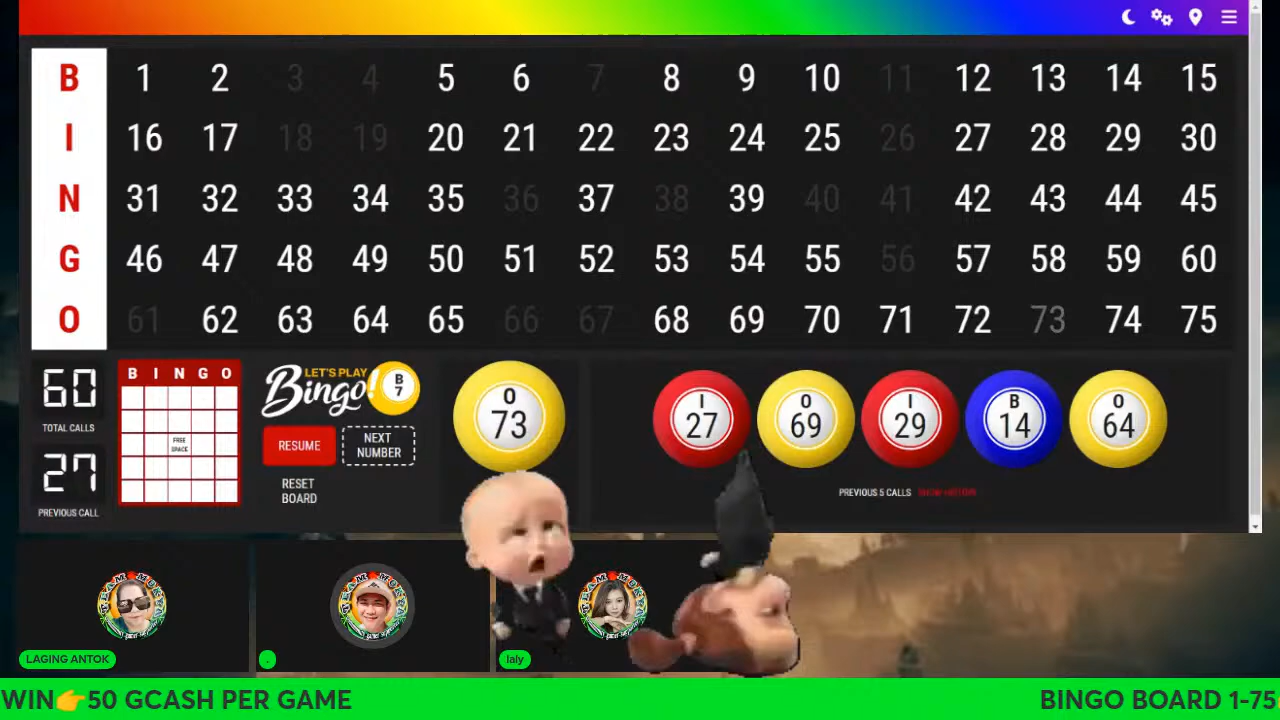 B 1 2 3 4 5 6 7 8 9 10 11 12 13 14 15
I 16 17 18 19 20 21 22 23 24 25 26 27 28 29 30
N 31 32 33 34 35 36 37 38 39 40 41 42 43 44 45
G 46 47 48 49 50 51 52 53 54 55 56 57 58 59 60
O 61 62 63 64 65 66 67 68 69 70 71 72 73 74 75
60
TOTAL CALLS
27
PREVIOUS CALL
B I N G O
FREE
SPACE
LET'S PLAY
Bingo!
B
7
RESUME
NEXT
NUMBER
RESET
BOARD
O
73
I
27
O
69
I
29
B
14
O
64
PREVIOUS 5 CALLS SHOW HISTORY
LAGING ANTOK
.
laly
WIN👉50 GCASH PER GAME
BINGO BOARD 1-75